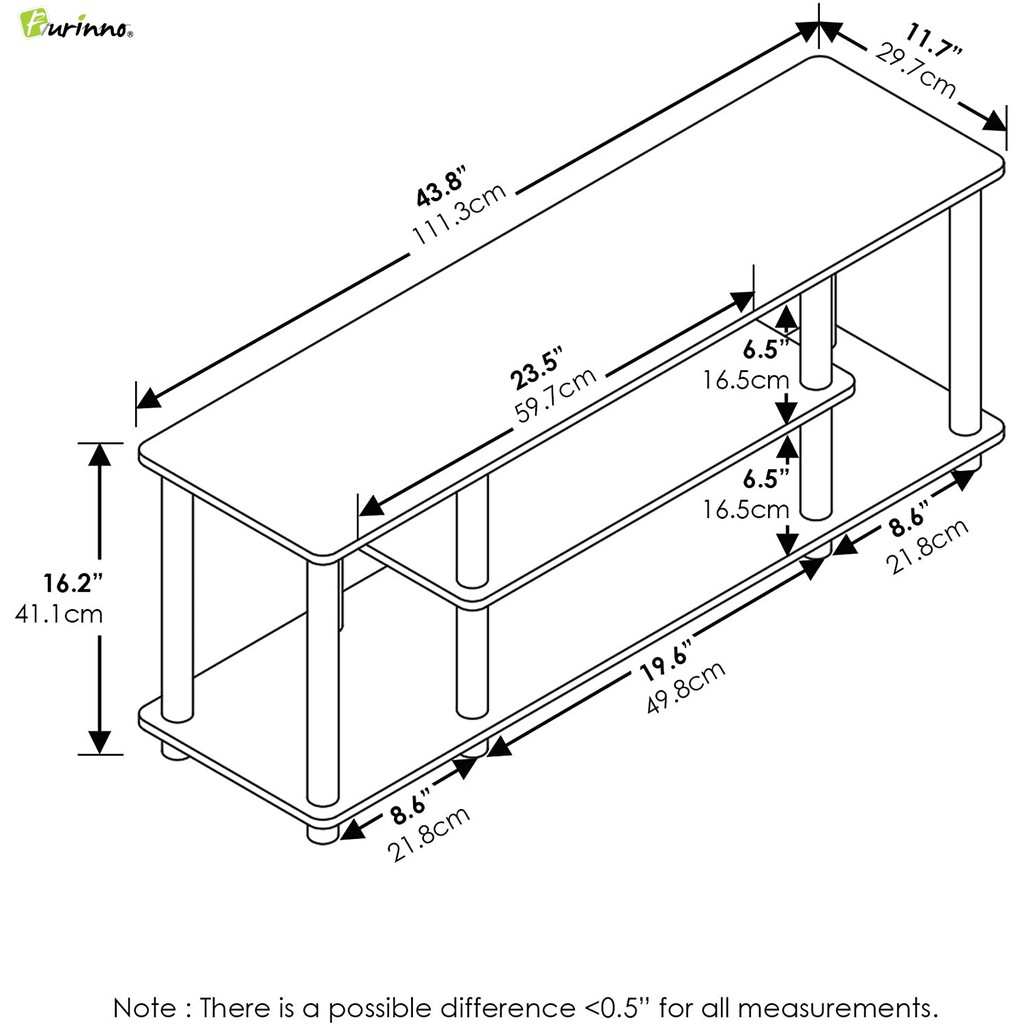 Furinno®
11.7”
29.7cm
43.8”
111.3cm
23.5”
59.7cm
6.5”
16.5cm
6.5”
16.5cm
16.2”
41.1cm
8.6”
21.8cm
19.6”
49.8cm
8.6”
21.8cm
Note : There is a possible difference <0.5” for all measurements.